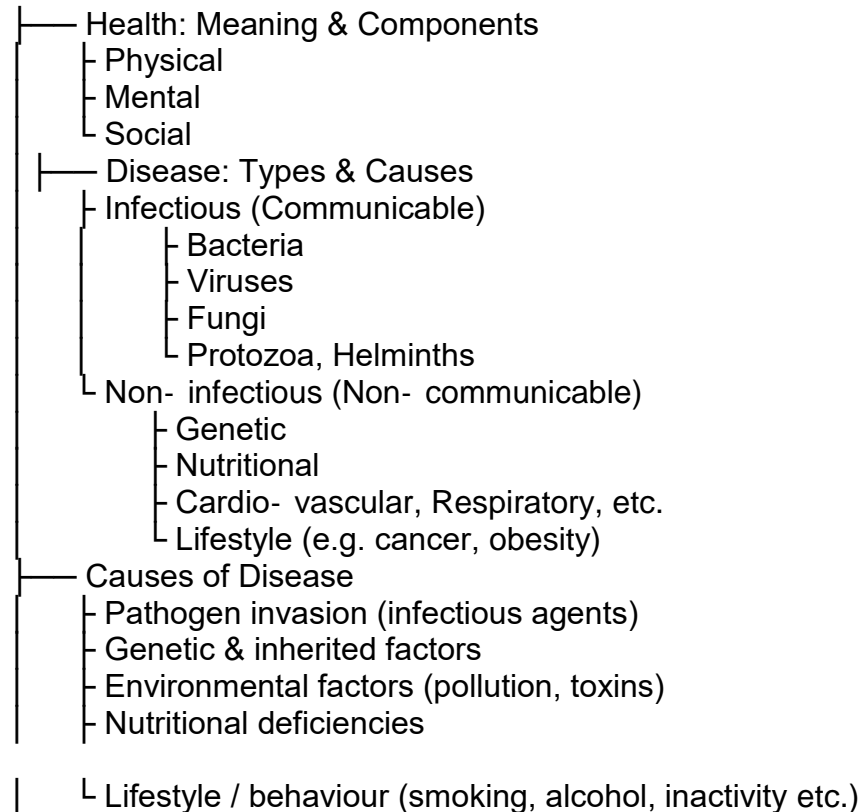 ├── Health: Meaning & Components
│ ├ Physical
│ ├ Mental
│ └ Social
│ ├── Disease: Types & Causes
│ ├ Infectious (Communicable)
│ │ ├ Bacteria
│ │ ├ Viruses
│ │ ├ Fungi
│ │ └ Protozoa, Helminths
│ └ Non- infectious (Non- communicable)
│ ├ Genetic
│ ├ Nutritional
│ ├ Cardio- vascular, Respiratory, etc.
│ └ Lifestyle (e.g. cancer, obesity)
├── Causes of Disease
│ ├ Pathogen invasion (infectious agents)
│ ├ Genetic & inherited factors
│ ├ Environmental factors (pollution, toxins)
│ ├ Nutritional deficiencies
│ └ Lifestyle / behaviour (smoking, alcohol, inactivity etc.)